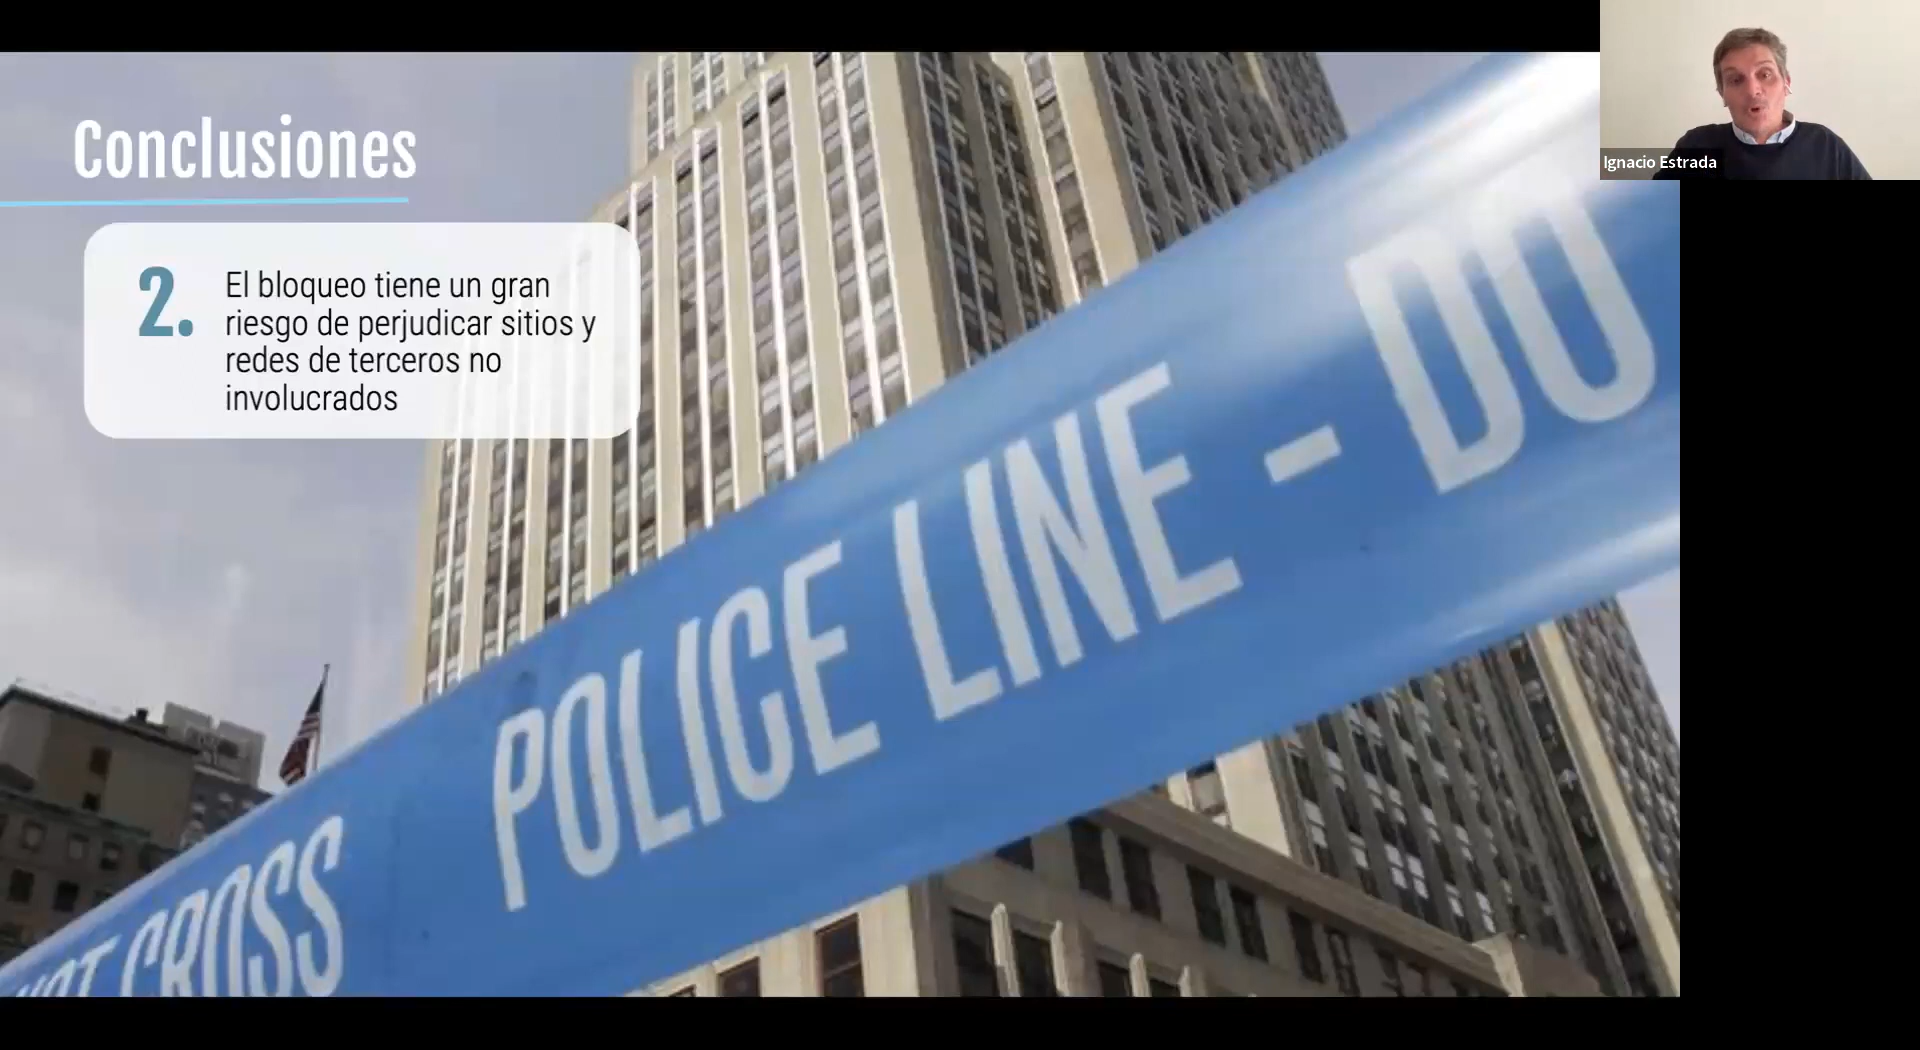 Conclusiones
2. El bloqueo tiene un gran
riesgo de perjudicar sitios y
redes de terceros no
involucrados
Ignacio Estrada
POLICE LINE - DO
NOT CROSS